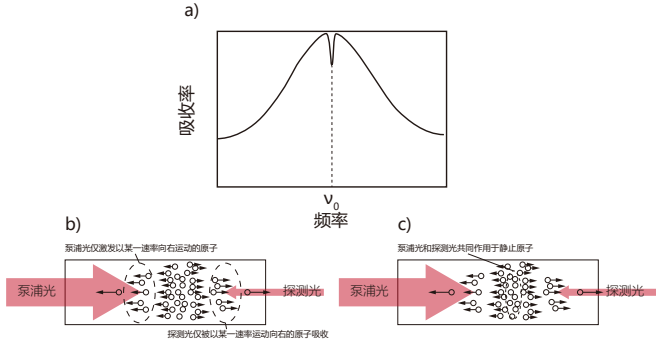 a)
吸收率
ν₀
频率
b)
泵浦光仅激发以某一速率向右运动的原子
泵浦光
探测光
探测光仅被以某一速率运动向右的原子吸收
c)
泵浦光和探测光共同作用于静止原子
泵浦光
探测光